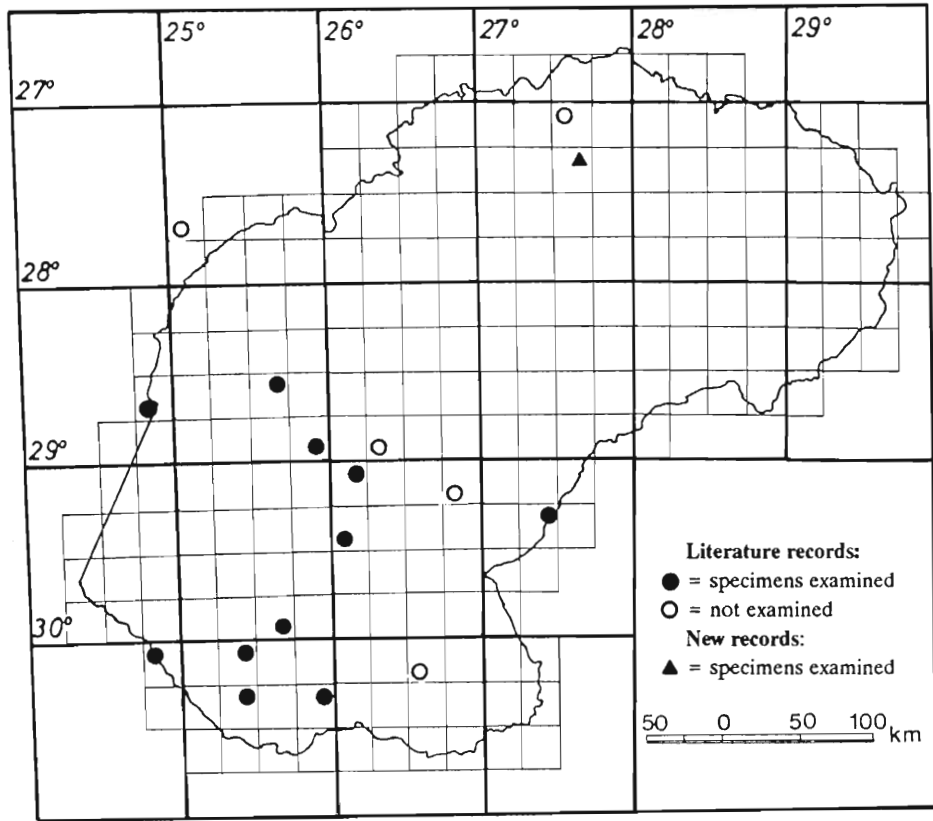 25° 26° 27° 28° 29°
27°
28°
29°
30°
Literature records:
● = specimens examined
○ = not examined
New records:
▲ = specimens examined
50 0 50 100 km